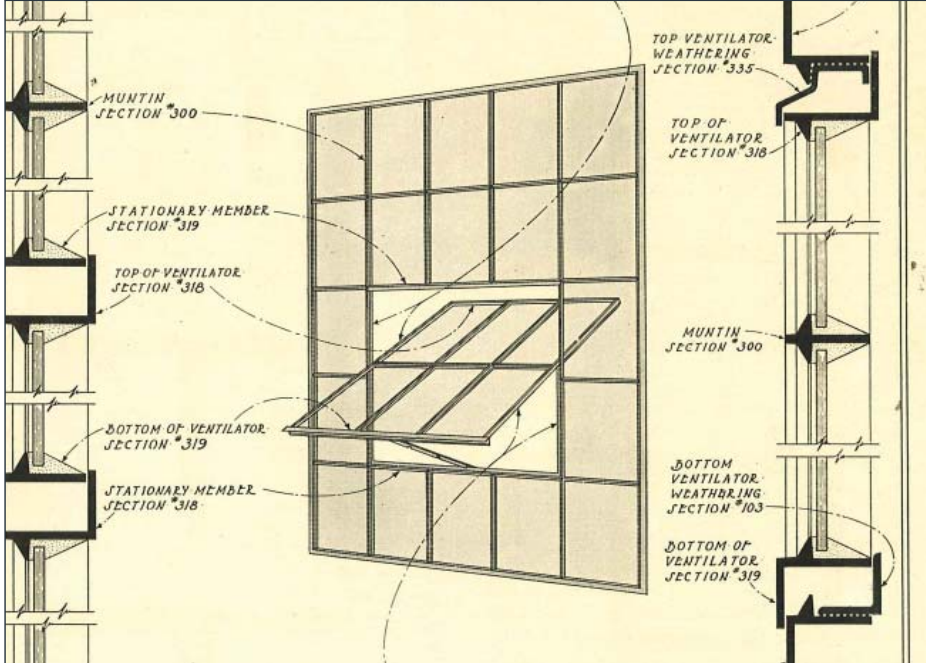 MUNTIN
SECTION #300
STATIONARY MEMBER
SECTION #319
TOP OF VENTILATOR
SECTION #318
BOTTOM OF VENTILATOR
SECTION #319
STATIONARY MEMBER
SECTION #318
TOP VENTILATOR
WEATHERING
SECTION #335
TOP OF
VENTILATOR
SECTION #318
MUNTIN
SECTION #300
BOTTOM
VENTILATOR
WEATHERING
SECTION #103
BOTTOM OF
VENTILATOR
SECTION #319